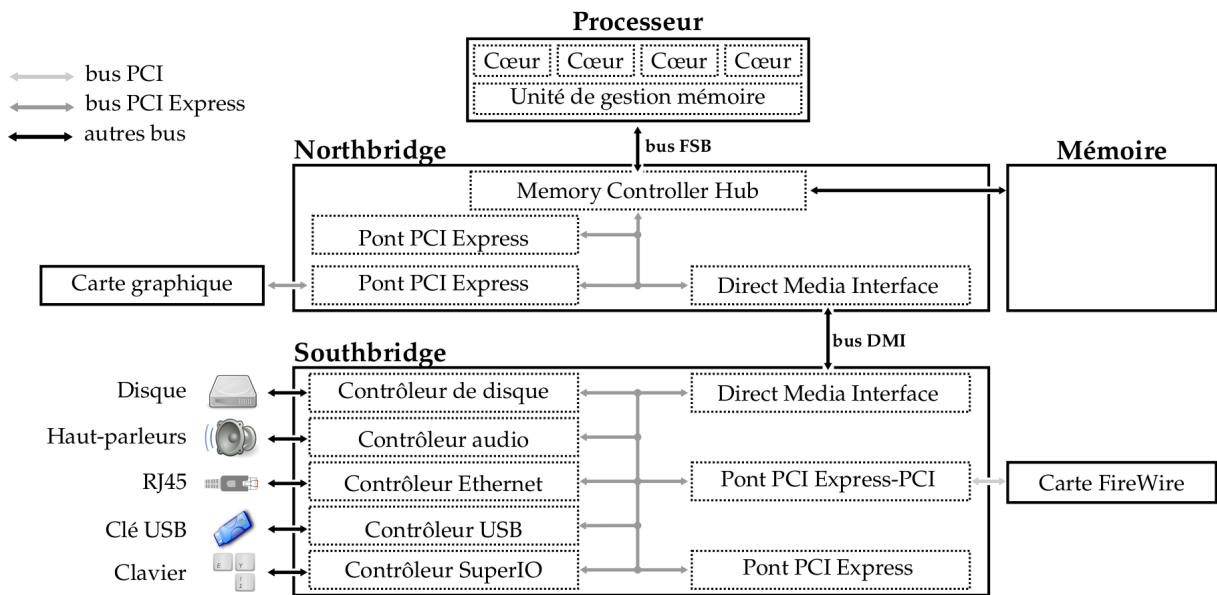 Processeur
Cœur Cœur Cœur Cœur
Unité de gestion mémoire
bus PCI
bus PCI Express
autres bus
bus FSB
Northbridge
Mémoire
Memory Controller Hub
Pont PCI Express
Carte graphique
Pont PCI Express
Direct Media Interface
bus DMI
Southbridge
Disque
Contrôleur de disque
Direct Media Interface
Haut-parleurs
Contrôleur audio
RJ45
Contrôleur Ethernet
Pont PCI Express-PCI
Carte FireWire
Clé USB
Contrôleur USB
Clavier
E Y
I
Contrôleur SuperIO
Pont PCI Express